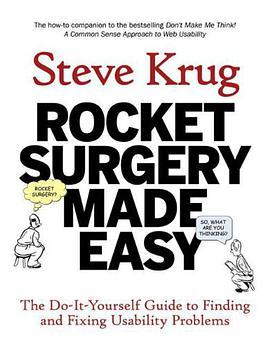 The how-to companion to the bestselling Don't Make Me Think!
A Common Sense Approach to Web Usability
Steve Krug
ROCKET
SURGERY
MADE
EASY
ROCKET
SURGERY?
SO, WHAT
ARE YOU
THINKING?
The Do-It-Yourself Guide to Finding
and Fixing Usability Problems